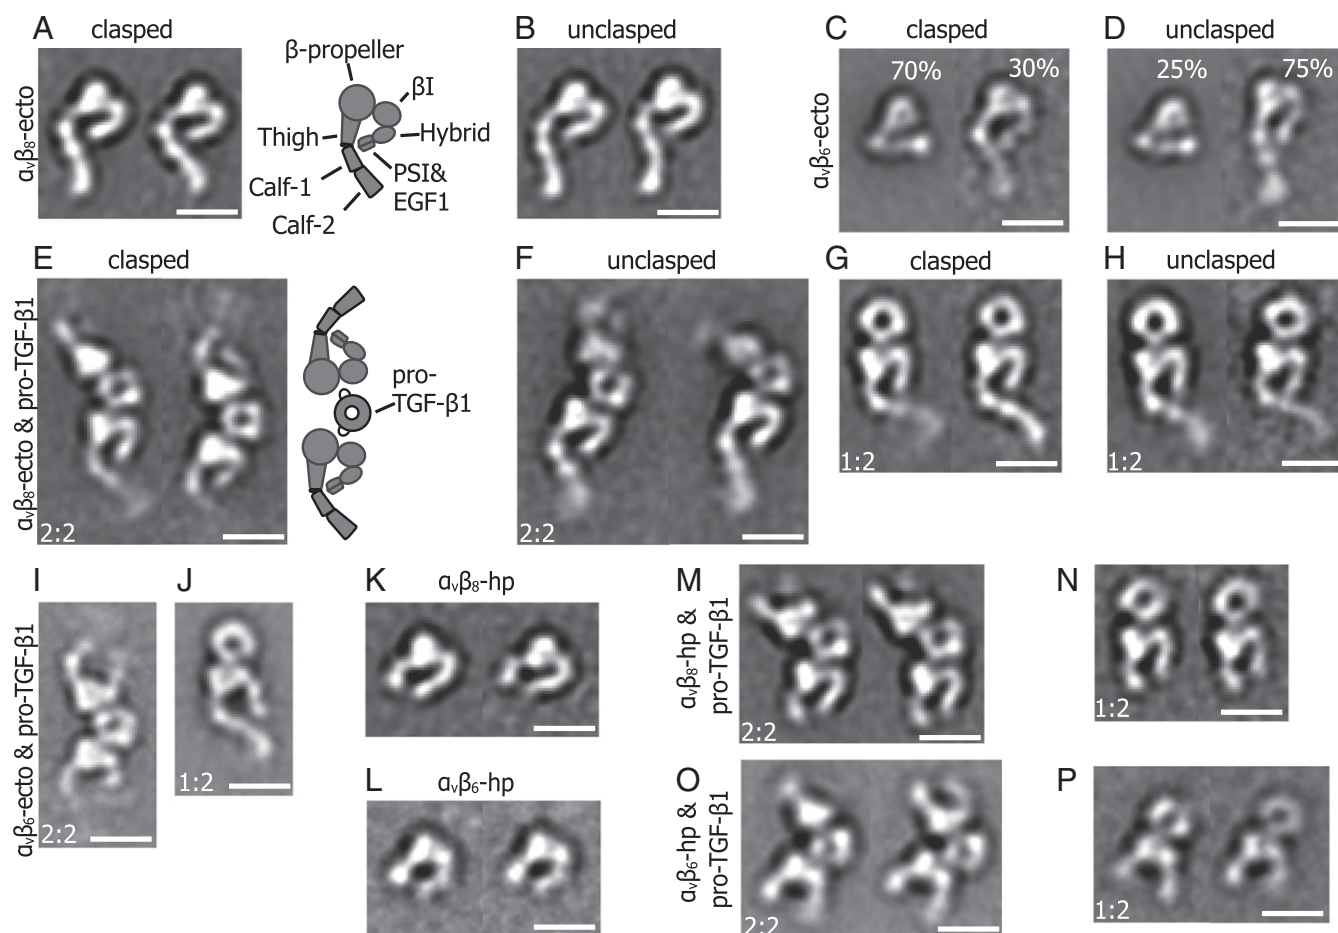 A
clasped
αvβ8-ecto
β-propeller
βI
Thigh
Hybrid
Calf-1
PSI&
EGF1
Calf-2
B
unclasped
C
clasped
70%
30%
αvβ6-ecto
D
unclasped
25%
75%
E
clasped
αvβ8-ecto & pro-TGF-β1
2:2
pro-
TGF-β1
F
unclasped
2:2
G
clasped
1:2
H
unclasped
1:2
I
αvβ6-ecto & pro-TGF-β1
2:2
J
1:2
K
αvβ8-hp
L
αvβ6-hp
M
αvβ8-hp &
pro-TGF-β1
2:2
N
1:2
O
αvβ6-hp &
pro-TGF-β1
2:2
P
1:2